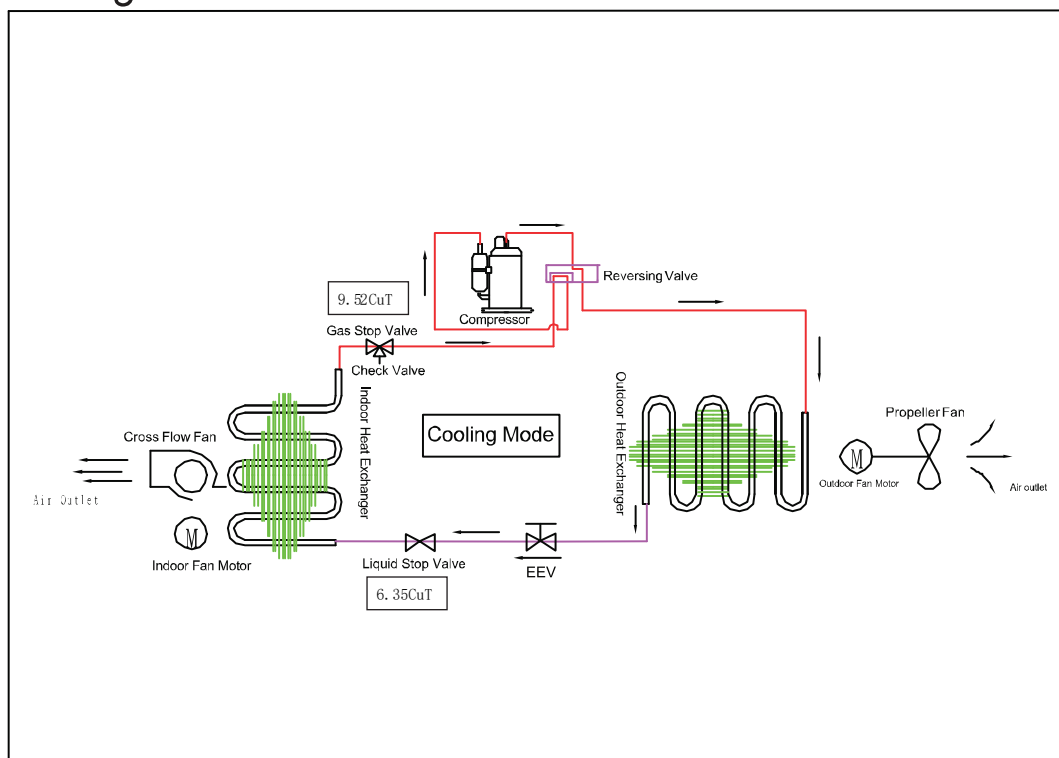 Reversing Valve
9.52CuT
Compressor
Gas Stop Valve
Check Valve
Indoor Heat Exchanger
Outdoor Heat Exchanger
Cooling Mode
Propeller Fan
Cross Flow Fan
M
Outdoor Fan Motor
Air outlet
Air Outlet
M
Indoor Fan Motor
Liquid Stop Valve
EEV
6.35CuT